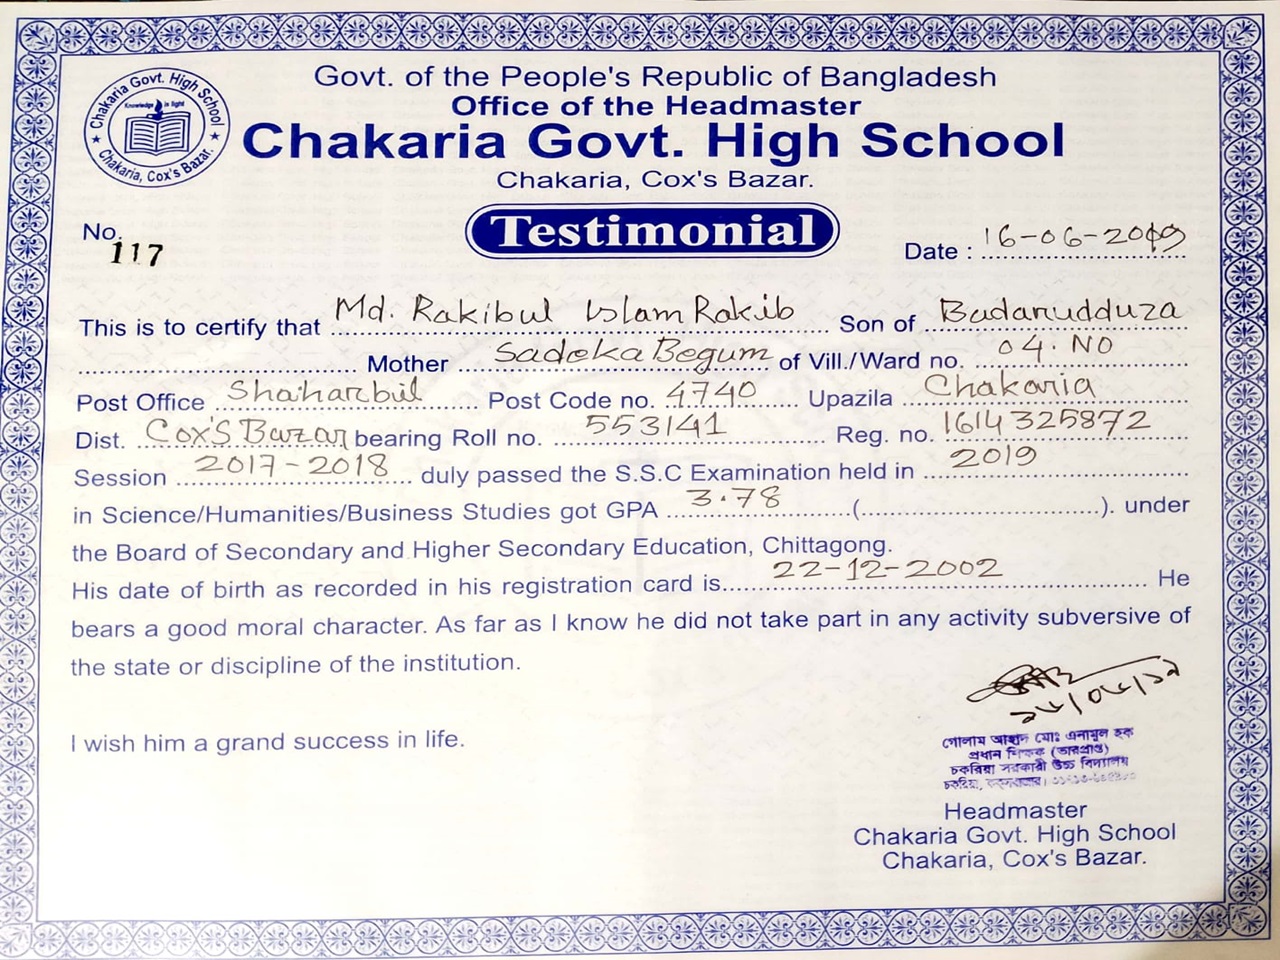 Chakaria Govt. High School
Knowledge is light
Chakaria, Cox's Bazar.
Govt. of the People's Republic of Bangladesh
Office of the Headmaster
Chakaria Govt. High School
Chakaria, Cox's Bazar.
No. 117
Testimonial
Date : 16-06-2019
This is to certify that Md. Rakibul Islam Rakib Son of Badarudduza
Mother Sadeka Begum of Vill./Ward no. 04. NO
Post Office Shaharbil Post Code no. 4740 Upazila Chakaria
Dist. Cox'S Bazar bearing Roll no. 553141 Reg. no. 1614325872
Session 2017-2018 duly passed the S.S.C Examination held in 2019
in Science/Humanities/Business Studies got GPA 3.78 (). under
the Board of Secondary and Higher Secondary Education, Chittagong.
His date of birth as recorded in his registration card is 22-12-2002 He
bears a good moral character. As far as I know he did not take part in any activity subversive of
the state or discipline of the institution.
I wish him a grand success in life.
গোলাম আহাদ মোঃ এনামুল হক
প্রধান শিক্ষক (ভারপ্রাপ্ত)
চকরিয়া সরকারী উচ্চ বিদ্যালয়
চকরিয়া, কক্সবাজার।
Headmaster
Chakaria Govt. High School
Chakaria, Cox's Bazar.